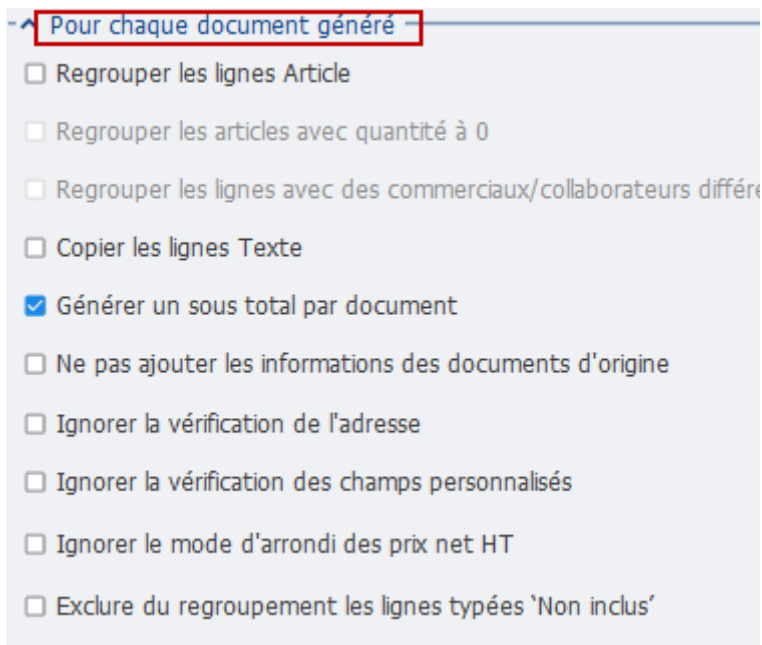 Pour chaque document généré
Regrouper les lignes Article
Regrouper les articles avec quantité à 0
Regrouper les lignes avec des commerciaux/collaborateurs différe
Copier les lignes Texte
Générer un sous total par document
Ne pas ajouter les informations des documents d'origine
Ignorer la vérification de l'adresse
Ignorer la vérification des champs personnalisés
Ignorer le mode d'arrondi des prix net HT
Exclure du regroupement les lignes typées ‵Non inclus′